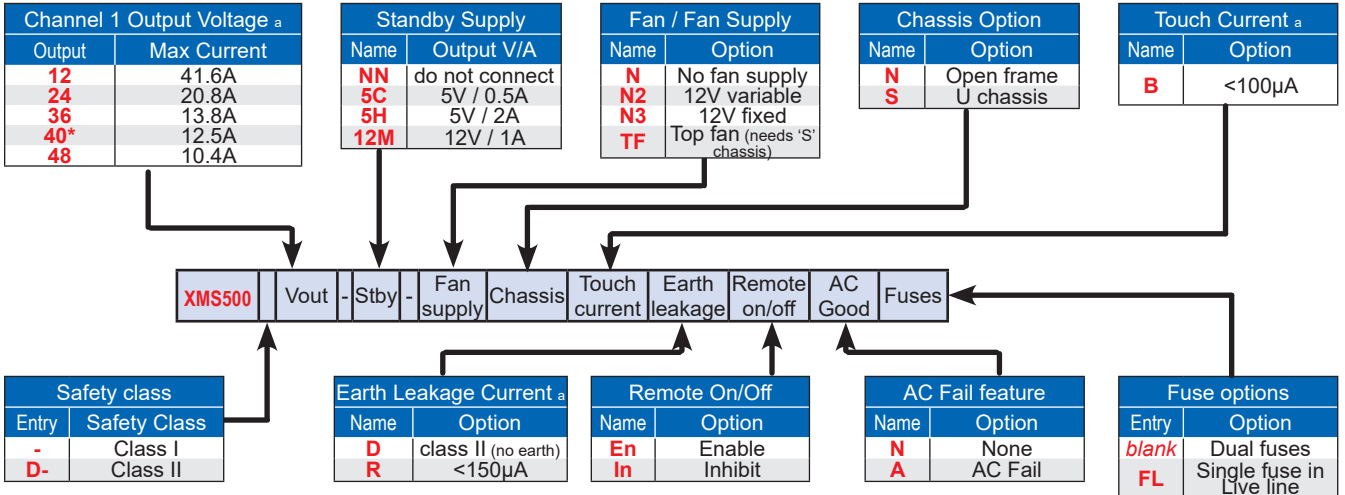 Channel 1 Output Voltage a
Output Max Current
12 41.6A
24 20.8A
36 13.8A
40* 12.5A
48 10.4A
Standby Supply
Name Output V/A
NN do not connect
5C 5V / 0.5A
5H 5V / 2A
12M 12V / 1A
Fan / Fan Supply
Name Option
N No fan supply
N2 12V variable
N3 12V fixed
TF Top fan (needs ‘S’
chassis)
Chassis Option
Name Option
N Open frame
S U chassis
Touch Current a
Name Option
B <100µA
XMS500 Vout - Stby - Fan supply Chassis Touch current Earth leakage Remote on/off AC Good Fuses
Safety class
Entry Safety Class
- Class I
D- Class II
Earth Leakage Current a
Name Option
D class II (no earth)
R <150µA
Remote On/Off
Name Option
En Enable
In Inhibit
AC Fail feature
Name Option
N None
A AC Fail
Fuse options
Entry Option
blank Dual fuses
FL Single fuse in
Live line